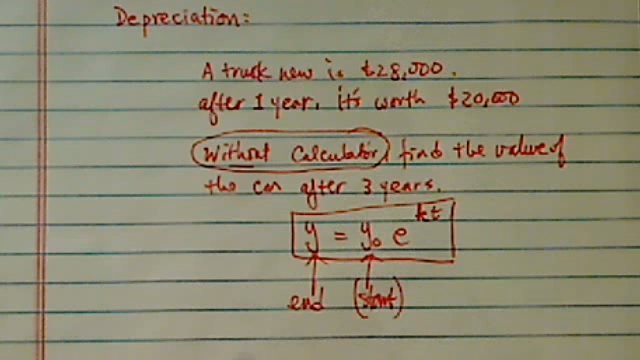 Depreciation:
A truck new is $28,000.
after 1 year, it's worth $20,000
Without Calculator, find the value of
the car after 3 years.
y = y₀ e^kt
end (start)